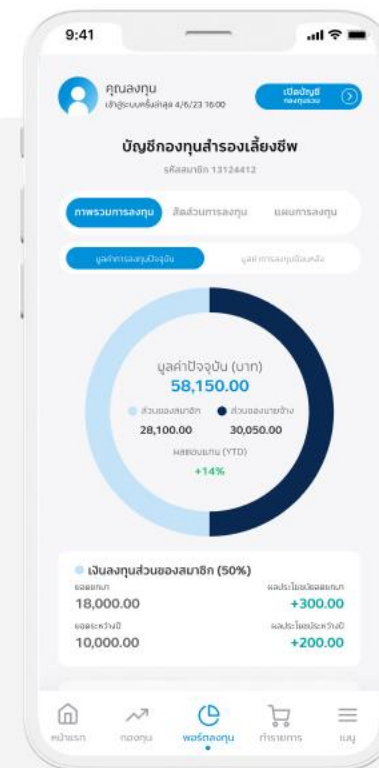 9:41
คุณลงทุน
เข้าสู่ระบบครั้งล่าสุด 4/6/23 16:00
เปิดบัญชี
กองทุนรวม
บัญชีกองทุนสำรองเลี้ยงชีพ
รหัสสมาชิก 13124412
ภาพรวมการลงทุน สัดส่วนการลงทุน แผนการลงทุน
มูลค่าการลงทุนปัจจุบัน มูลค่าการลงทุนย้อนหลัง
มูลค่าปัจจุบัน (บาท)
58,150.00
ส่วนของสมาชิก ส่วนของนายจ้าง
28,100.00 30,050.00
ผลตอบแทน (YTD)
+14%
เงินลงทุนส่วนของสมาชิก (50%)
ยอดยกมา ผลประโยชน์ยอดยกมา
18,000.00 +300.00
ยอดระหว่างปี ผลประโยชน์ระหว่างปี
10,000.00 +200.00
หน้าแรก กองทุน พอร์ตลงทุน ทำรายการ เมนู